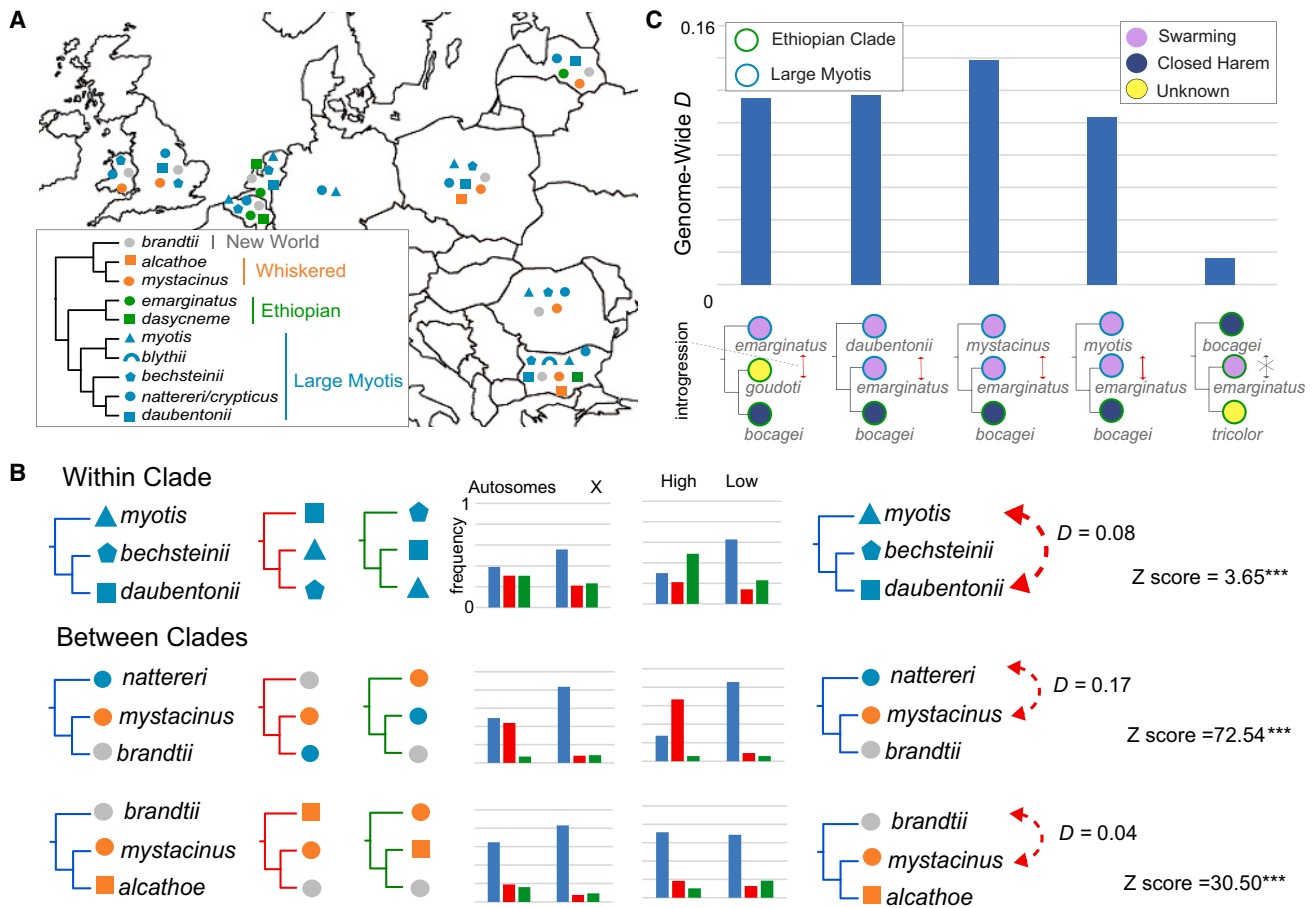 A
brandtii
New World
alcathoe
mystacinus
Whiskered
emarginatus
dasycneme
Ethiopian
myotis
blythii
bechsteinii
nattereri/crypticus
daubentonii
Large Myotis
C
0.16
Genome-Wide D
0
Ethiopian Clade
Large Myotis
Swarming
Closed Harem
Unknown
introgression
emarginatus
goudoti
bocagei
daubentonii
emarginatus
bocagei
mystacinus
emarginatus
bocagei
myotis
emarginatus
bocagei
bocagei
emarginatus
tricolor
B
Within Clade
myotis
bechsteinii
daubentonii
Autosomes X
1
frequency
0
High Low
myotis
bechsteinii
daubentonii
D = 0.08
Z score = 3.65***
Between Clades
nattereri
mystacinus
brandtii
nattereri
mystacinus
brandtii
D = 0.17
Z score =72.54***
brandtii
mystacinus
alcathoe
brandtii
mystacinus
alcathoe
D = 0.04
Z score =30.50***